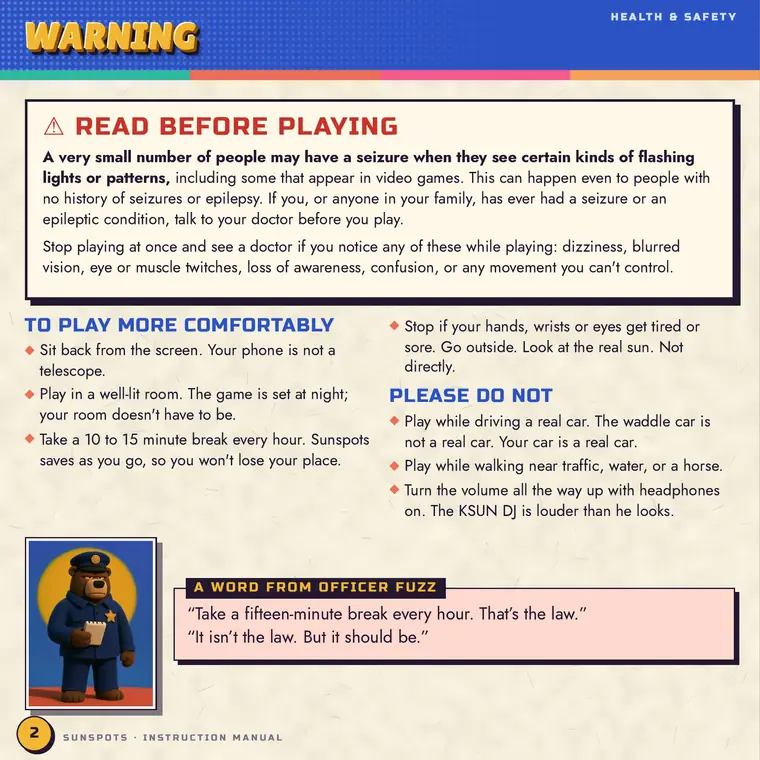 WARNING
HEALTH & SAFETY
⚠ READ BEFORE PLAYING
A very small number of people may have a seizure when they see certain kinds of flashing
lights or patterns, including some that appear in video games. This can happen even to people with
no history of seizures or epilepsy. If you, or anyone in your family, has ever had a seizure or an
epileptic condition, talk to your doctor before you play.
Stop playing at once and see a doctor if you notice any of these while playing: dizziness, blurred
vision, eye or muscle twitches, loss of awareness, confusion, or any movement you can't control.
TO PLAY MORE COMFORTABLY
◆ Sit back from the screen. Your phone is not a
telescope.
◆ Play in a well-lit room. The game is set at night;
your room doesn't have to be.
◆ Take a 10 to 15 minute break every hour. Sunspots
saves as you go, so you won't lose your place.
◆ Stop if your hands, wrists or eyes get tired or
sore. Go outside. Look at the real sun. Not
directly.
PLEASE DO NOT
◆ Play while driving a real car. The waddle car is
not a real car. Your car is a real car.
◆ Play while walking near traffic, water, or a horse.
◆ Turn the volume all the way up with headphones
on. The KSUN DJ is louder than he looks.
A WORD FROM OFFICER FUZZ
“Take a fifteen-minute break every hour. That’s the law.”
“It isn’t the law. But it should be.”
2
SUNSPOTS · INSTRUCTION MANUAL